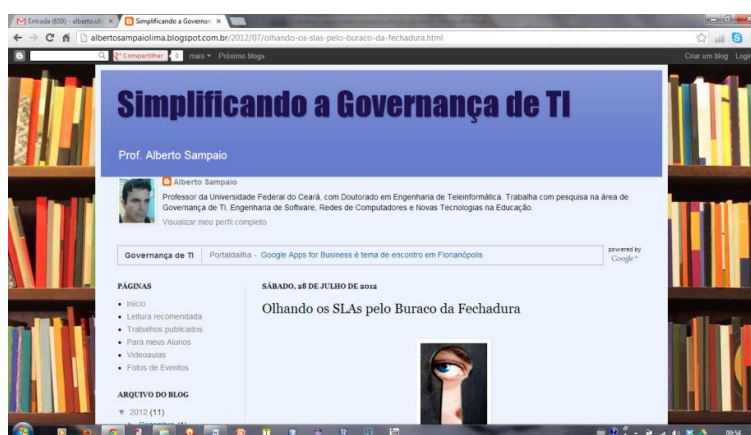 Entrada (659) - alberto.ul
Simplificando a Governan
albertosampaiolima.blogspot.com.br/2012/07/olhando-os-slas-pelo-buraco-da-fechadura.html
Compartilhar 0 mais Próximo blog» Criar um blog Login
Simplificando a Governança de TI
Prof. Alberto Sampaio
Alberto Sampaio
Professor da Universidade Federal do Ceará, com Doutorado em Engenharia de Teleinformática. Trabalha com pesquisa na área de
Governança de TI, Engenharia de Software, Redes de Computadores e Novas Tecnologias na Educação.
Visualizar meu perfil completo
Governança de TI Portaldailha - Google Apps for Business é tema de encontro em Florianópolis
powered by
Google™
PÁGINAS
Início
Leitura recomendada
Trabalhos publicados
Para meus Alunos
Videoaulas
Fotos de Eventos
ARQUIVO DO BLOG
▼ 2012 (11)
SÁBADO, 28 DE JULHO DE 2012
Olhando os SLAs pelo Buraco da Fechadura
09:54